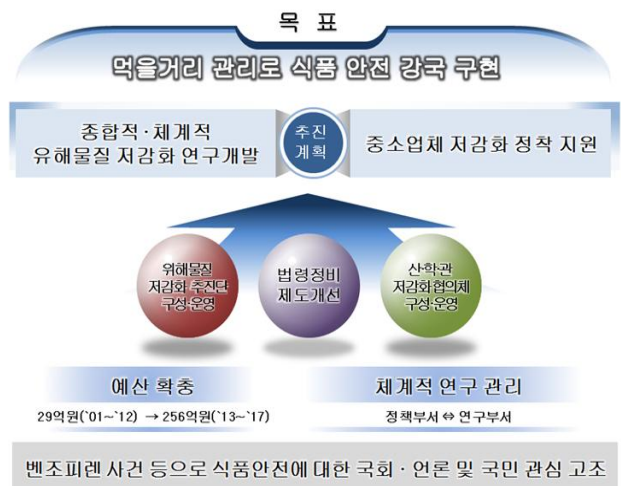 목 표
먹을거리 관리로 식품 안전 강국 구현
종합적·체계적
유해물질 저감화 연구개발
추진
계획
중소업체 저감화 정착 지원
위해물질
저감화 추진단
구성·운영
법령정비
제도개선
산·학·관
저감화협의체
구성·운영
예산 확충
29억원(`01~`12) → 256억원(`13~`17)
체계적 연구 관리
정책부서 ⇔ 연구부서
벤조피렌 사건 등으로 식품안전에 대한 국회 · 언론 및 국민 관심 고조